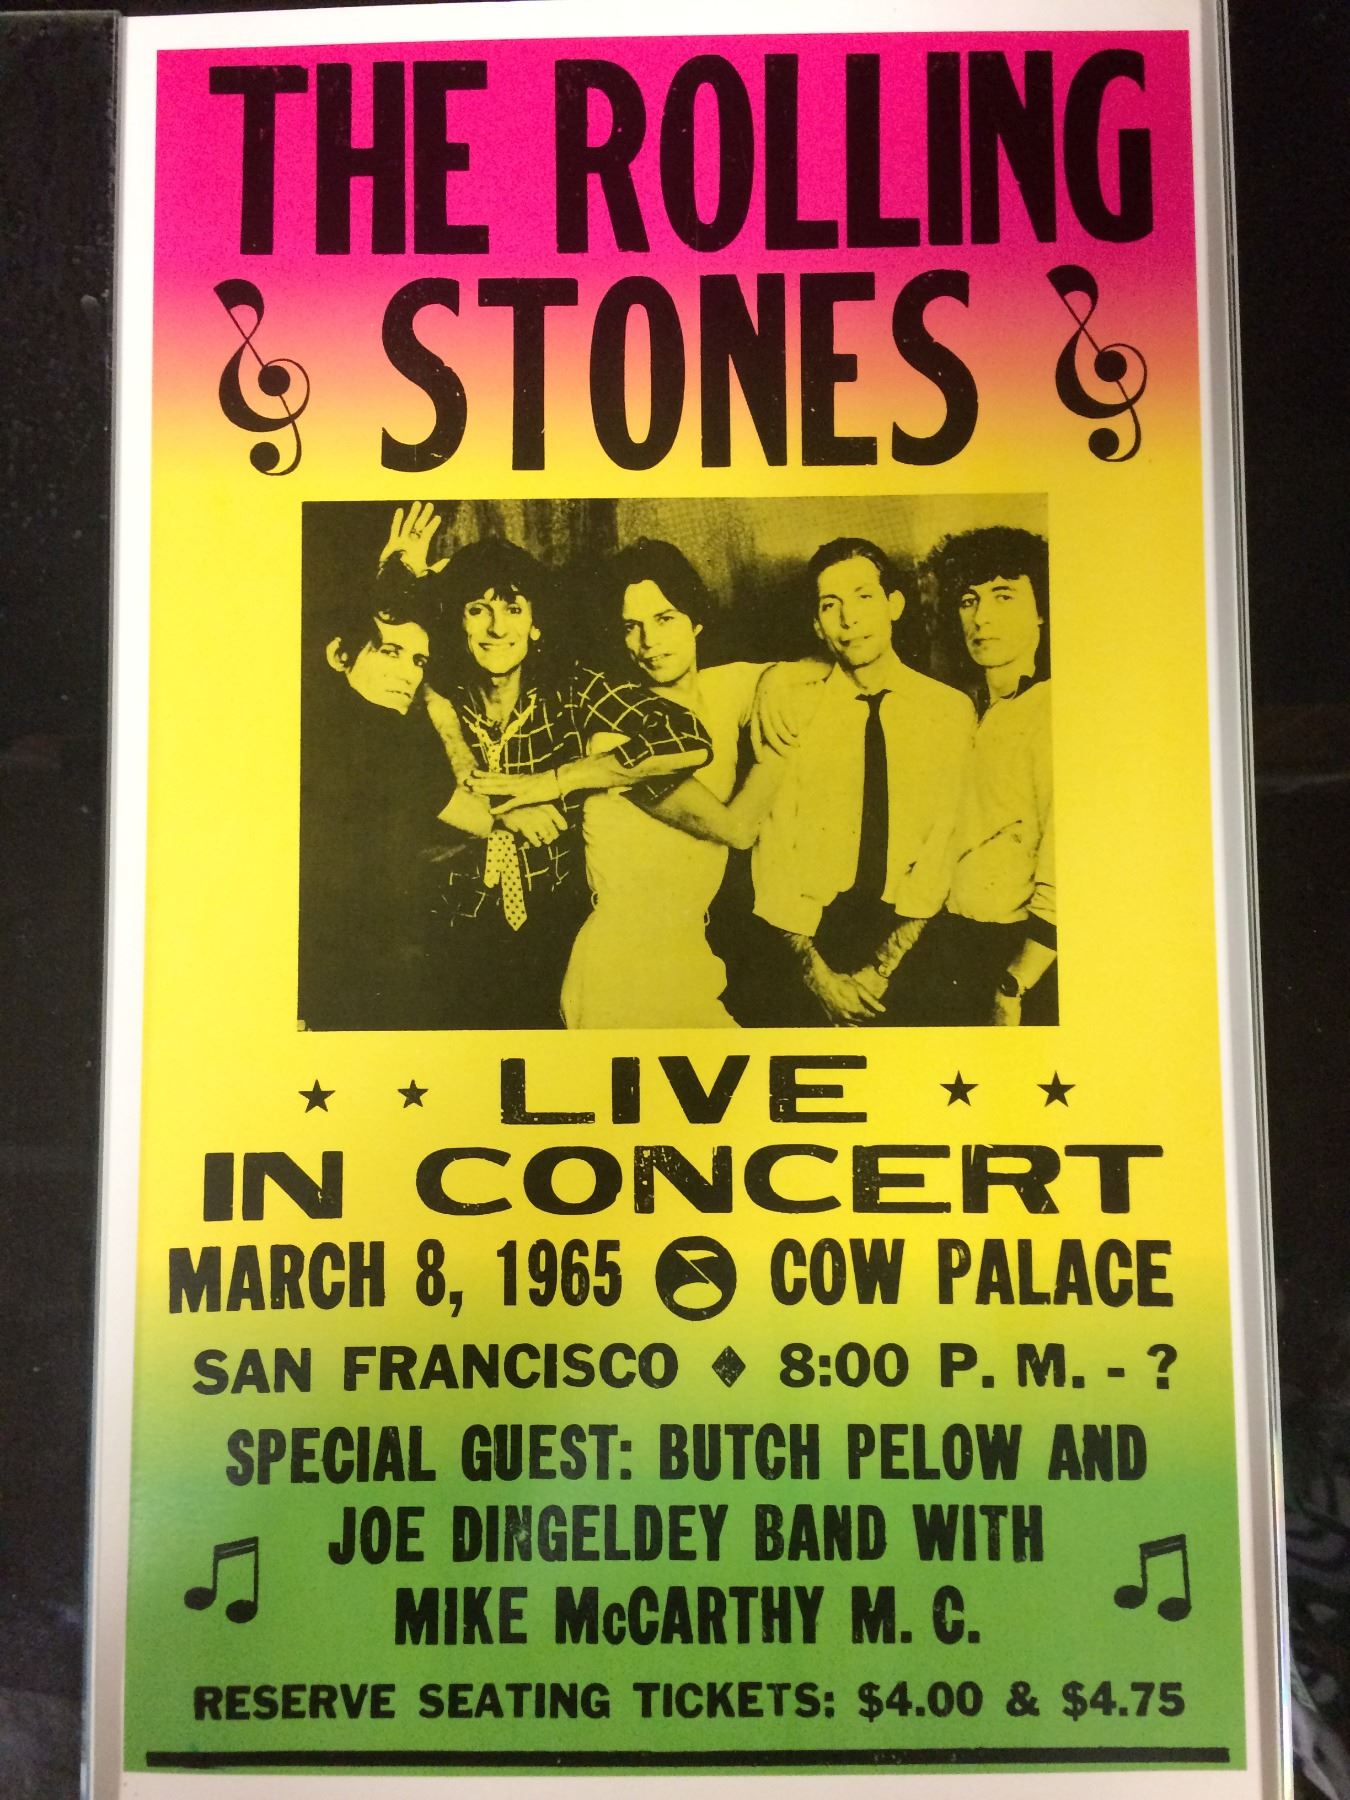 THE ROLLING
STONES
LIVE
IN CONCERT
MARCH 8, 1965 COW PALACE
SAN FRANCISCO ♦ 8:00 P. M. - ?
SPECIAL GUEST: BUTCH PELOW AND
JOE DINGELDEY BAND WITH
MIKE McCARTHY M. C.
RESERVE SEATING TICKETS: $4.00 & $4.75